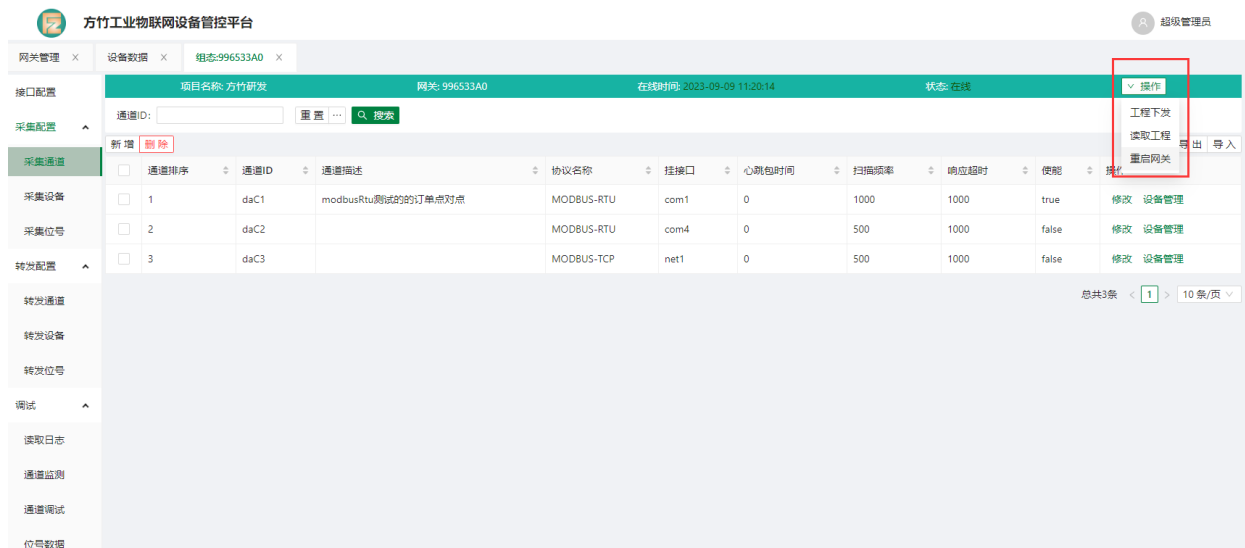 方竹工业物联网设备管控平台
超级管理员
网关管理 × 设备数据 × 组态:996533A0 ×
接口配置
采集配置
采集通道
采集设备
采集位号
转发配置
转发通道
转发设备
转发位号
调试
读取日志
通道监测
通道调试
位号数据
项目名称: 方竹研发 网关: 996533A0 在线时间: 2023-09-09 11:20:14 状态: 在线 操作
工程下发
读取工程
重启网关
通道ID: 重 置 ··· 搜索
新 增 删 除 导 出 导 入
通道排序 通道ID 通道描述 协议名称 挂接口 心跳包时间 扫描频率 响应超时 使能 操作
1 daC1 modbusRtu测试的的订单点对点 MODBUS-RTU com1 0 1000 1000 true 修改 设备管理
2 daC2 MODBUS-RTU com4 0 500 1000 false 修改 设备管理
3 daC3 MODBUS-TCP net1 0 500 1000 false 修改 设备管理
总共3条 < 1 > 10 条/页